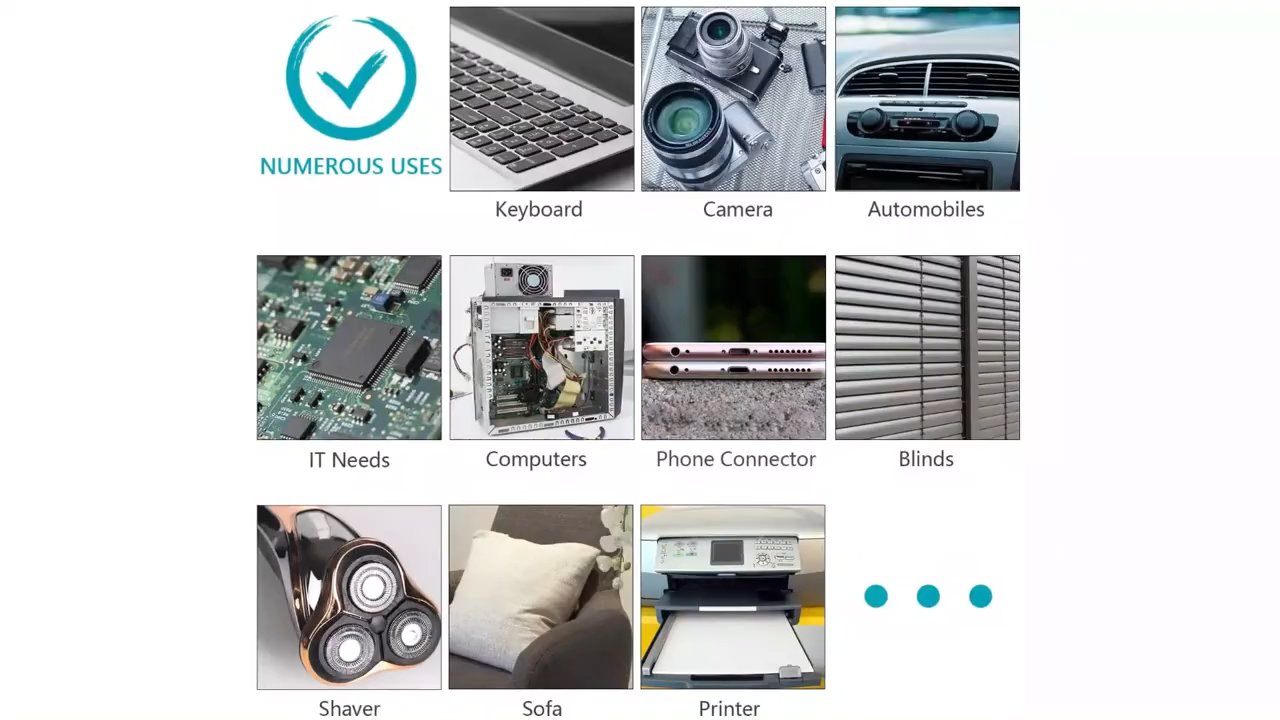 NUMEROUS USES
Keyboard
Camera
Automobiles
IT Needs
Computers
Phone Connector
Blinds
Shaver
Sofa
Printer